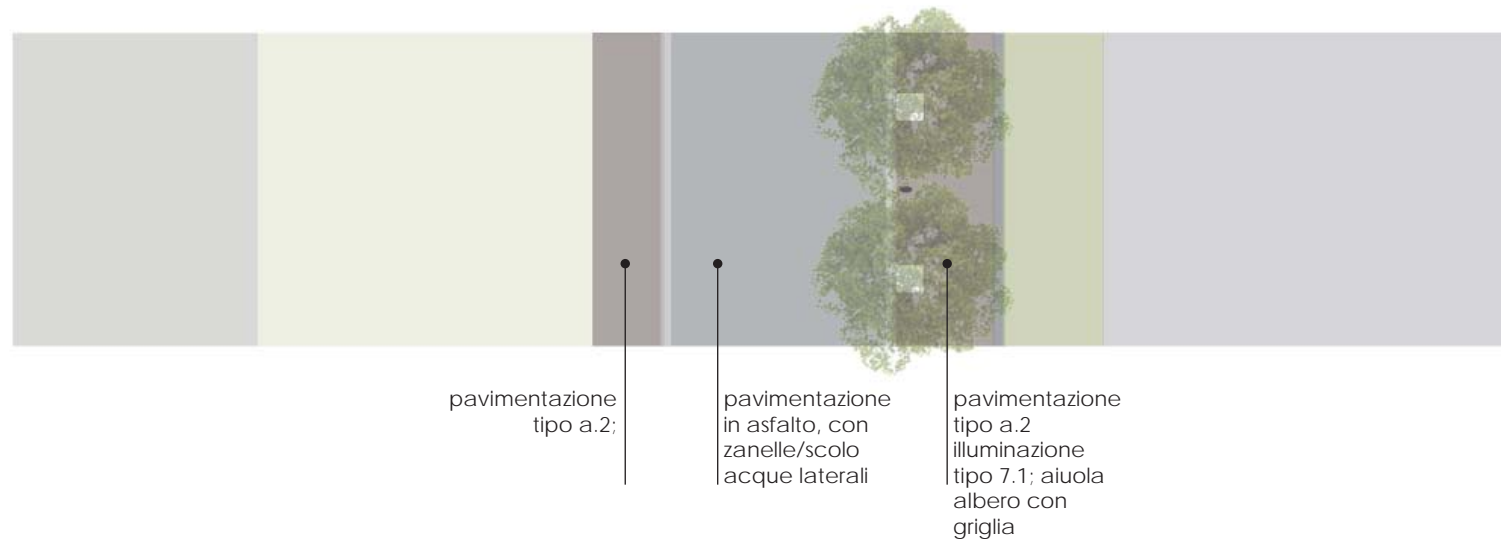 pavimentazione
tipo a.2;
pavimentazione
in asfalto, con
zanelle/scolo
acque laterali
pavimentazione
tipo a.2
illuminazione
tipo 7.1; aiuola
albero con
griglia